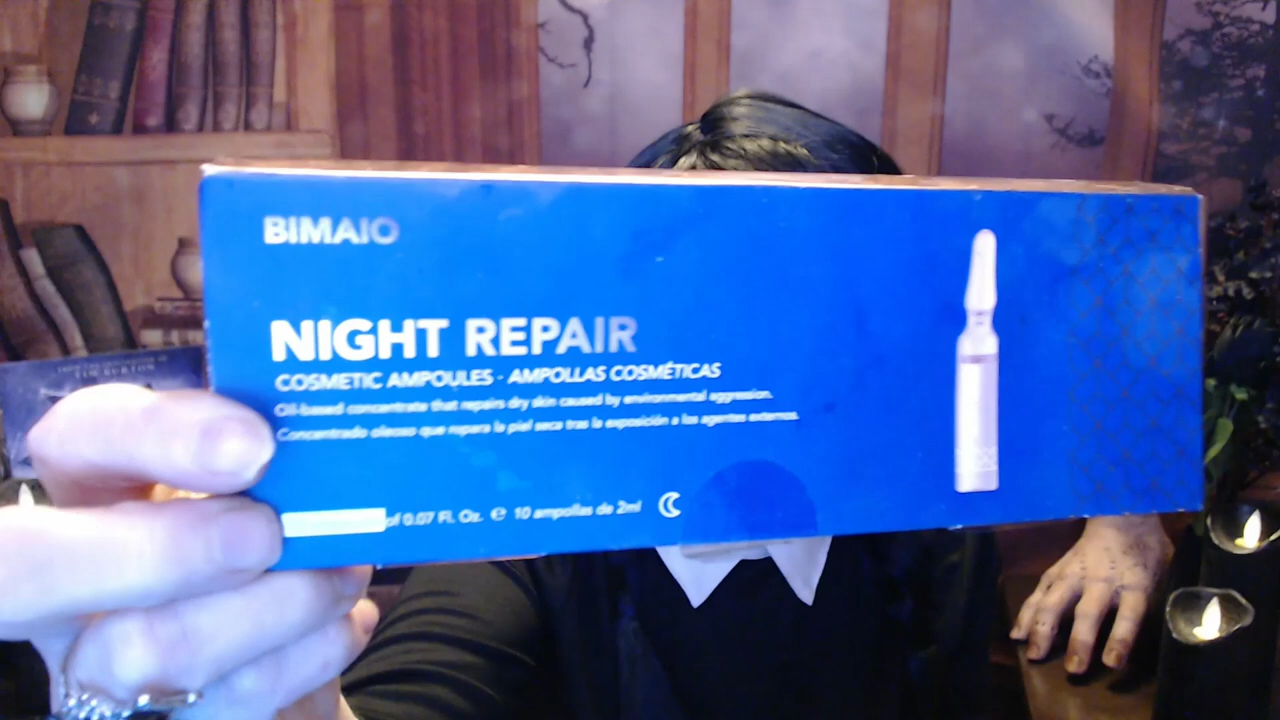 BIMAIO
NIGHT REPAIR
COSMETIC AMPOULES · AMPOLLAS COSMÉTICAS
Oil-based concentrate that repairs dry skin caused by environmental aggression.
Concentrado oleoso que repara la piel seca tras la exposición a los agentes externos.
of 0.07 Fl. Oz. ℮ 10 ampollas de 2ml
TIM BURTON